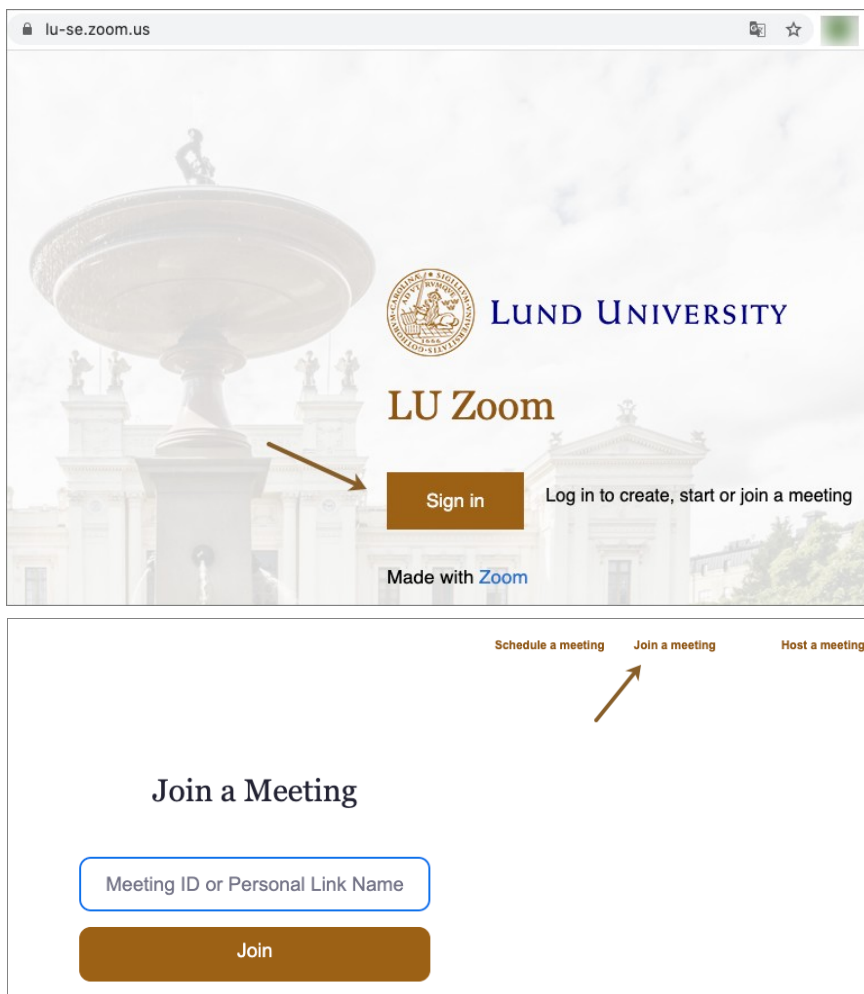 lu-se.zoom.us
LUND UNIVERSITY
LU Zoom
Sign in
Log in to create, start or join a meeting
Made with Zoom
Schedule a meeting
Join a meeting
Host a meeting
Join a Meeting
Meeting ID or Personal Link Name
Join